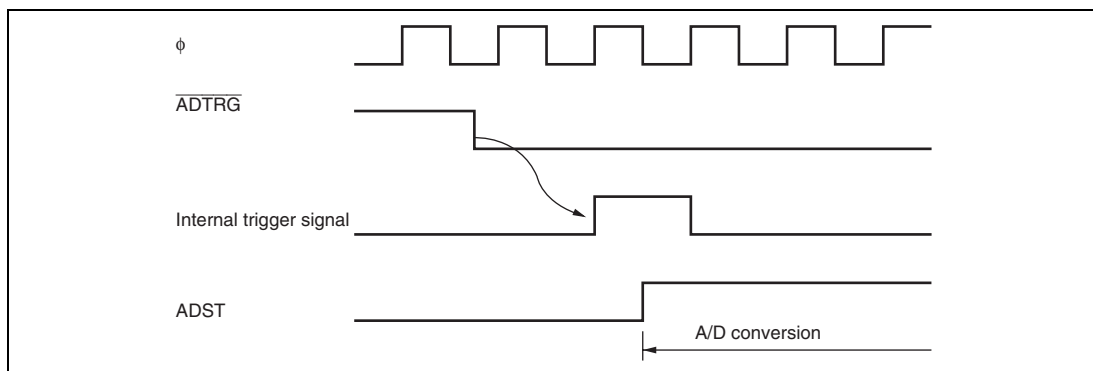 ϕ
ADTRG
Internal trigger signal
ADST
A/D conversion